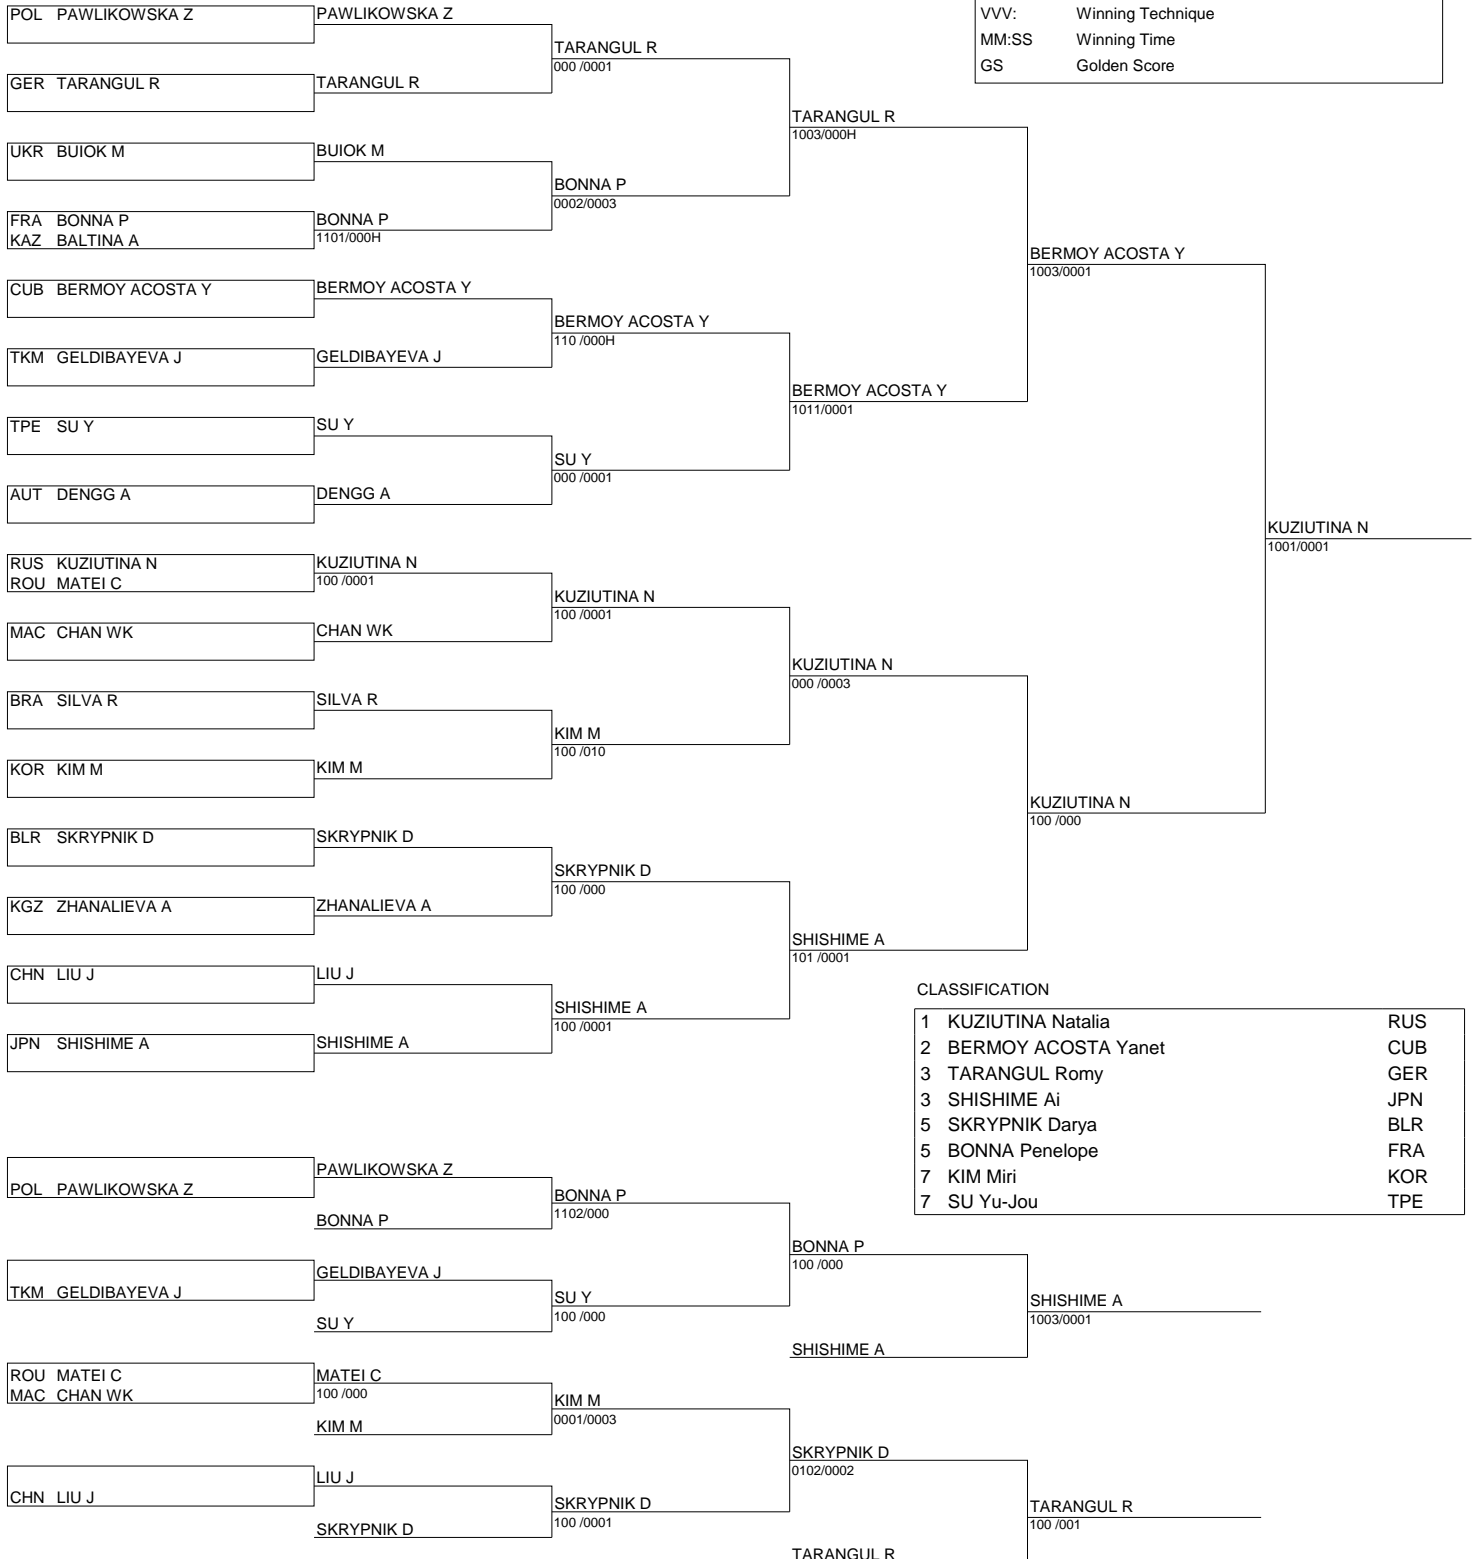 VVV: Winning Technique
MM:SS Winning Time
GS Golden Score
POL PAWLIKOWSKA Z
GER TARANGUL R
UKR BUIOK M
FRA BONNA P
KAZ BALTINA A
CUB BERMOY ACOSTA Y
TKM GELDIBAYEVA J
TPE SU Y
AUT DENGG A
RUS KUZIUTINA N
ROU MATEI C
MAC CHAN WK
BRA SILVA R
KOR KIM M
BLR SKRYPNIK D
KGZ ZHANALIEVA A
CHN LIU J
JPN SHISHIME A
PAWLIKOWSKA Z
TARANGUL R
BUIOK M
BONNA P
1101/000H
BERMOY ACOSTA Y
GELDIBAYEVA J
SU Y
DENGG A
KUZIUTINA N
100 /0001
CHAN WK
SILVA R
KIM M
SKRYPNIK D
ZHANALIEVA A
LIU J
SHISHIME A
TARANGUL R
000 /0001
BONNA P
0002/0003
BERMOY ACOSTA Y
110 /000H
SU Y
000 /0001
KUZIUTINA N
100 /0001
KIM M
100 /010
SKRYPNIK D
100 /000
SHISHIME A
100 /0001
TARANGUL R
1003/000H
BERMOY ACOSTA Y
1011/0001
KUZIUTINA N
000 /0003
SHISHIME A
101 /0001
BERMOY ACOSTA Y
1003/0001
KUZIUTINA N
100 /000
KUZIUTINA N
1001/0001
CLASSIFICATION
1 KUZIUTINA Natalia RUS
2 BERMOY ACOSTA Yanet CUB
3 TARANGUL Romy GER
3 SHISHIME Ai JPN
5 SKRYPNIK Darya BLR
5 BONNA Penelope FRA
7 KIM Miri KOR
7 SU Yu-Jou TPE
POL PAWLIKOWSKA Z
TKM GELDIBAYEVA J
ROU MATEI C
MAC CHAN WK
CHN LIU J
PAWLIKOWSKA Z
BONNA P
GELDIBAYEVA J
SU Y
MATEI C
100 /000
KIM M
LIU J
SKRYPNIK D
BONNA P
1102/000
SU Y
100 /000
KIM M
0001/0003
SKRYPNIK D
100 /0001
BONNA P
100 /000
SHISHIME A
SKRYPNIK D
0102/0002
TARANGUL R
SHISHIME A
1003/0001
TARANGUL R
100 /001